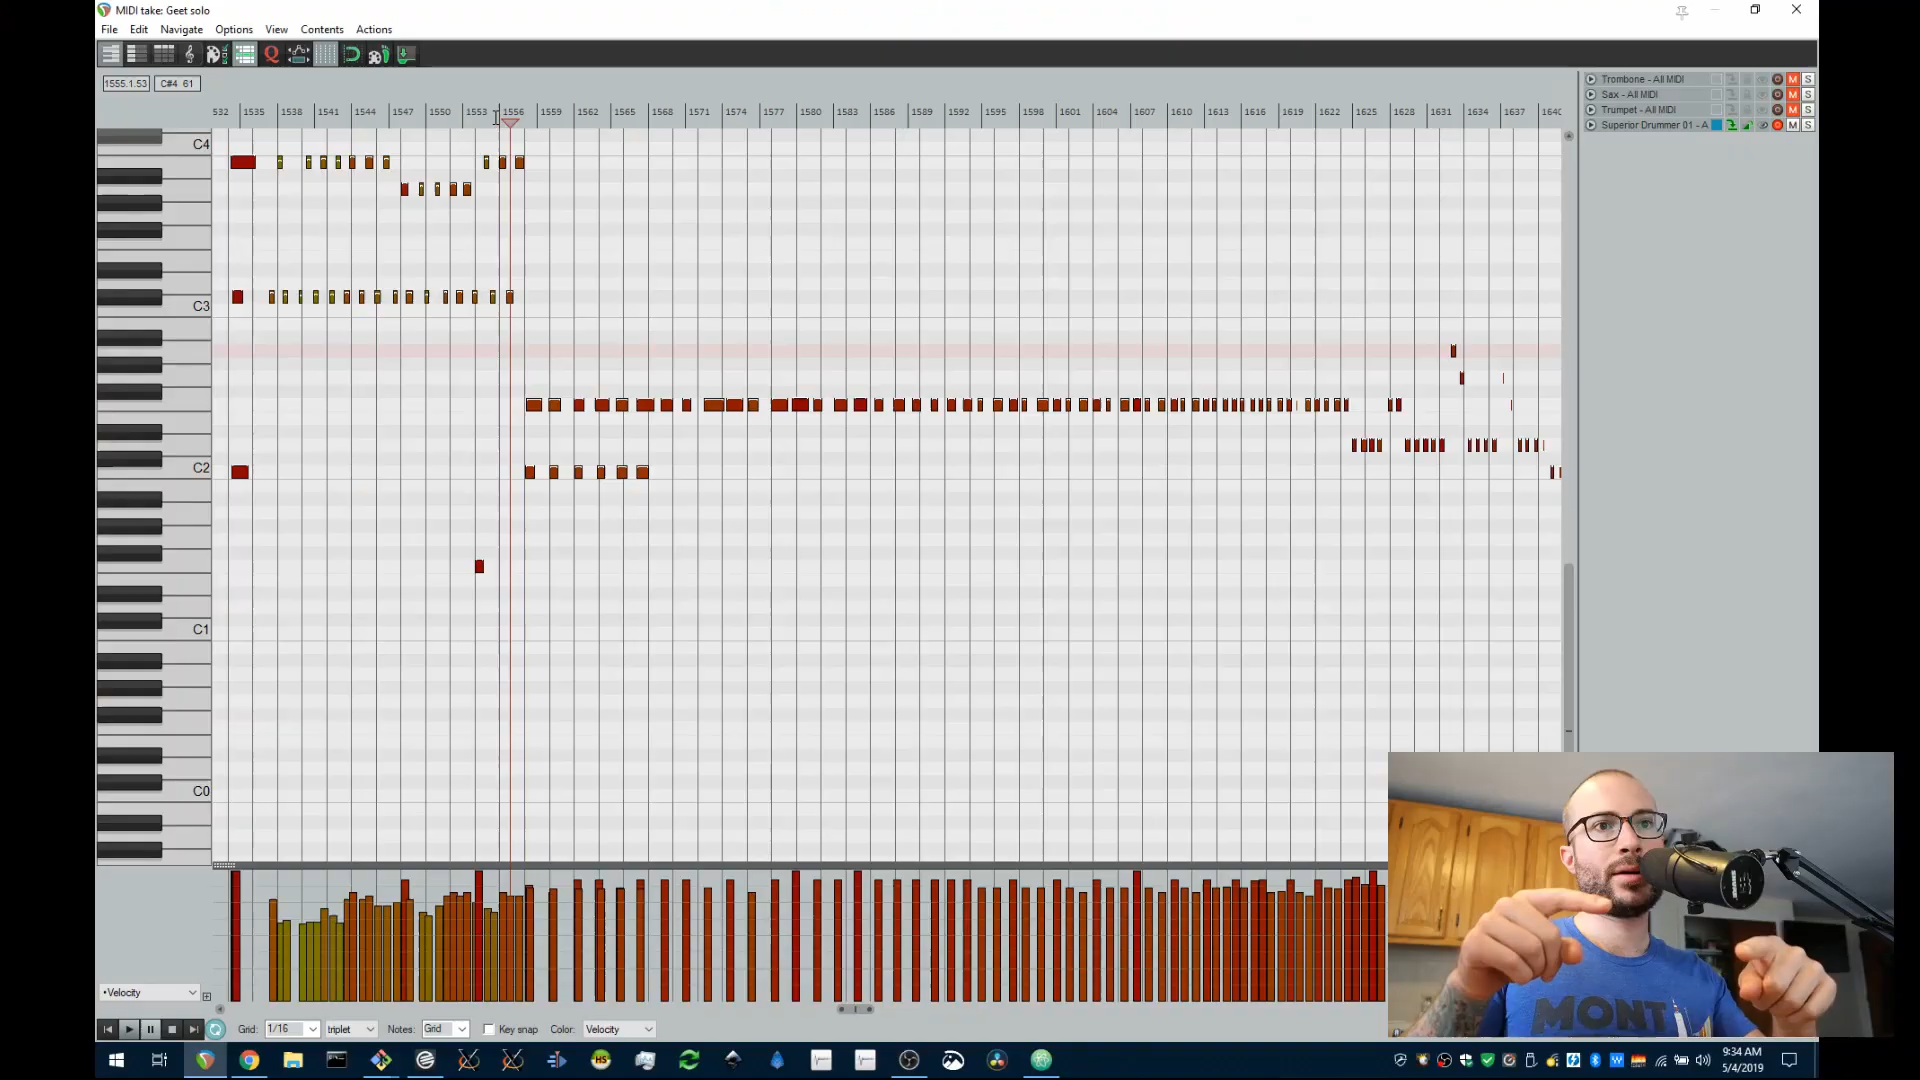 MIDI take: Geet solo
File Edit Navigate Options View Contents Actions
Q
1555.1.53 C#4 61
532 1535 1538 1541 1544 1547 1550 1553 1556 1559 1562 1565 1568 1571 1574 1577 1580 1583 1586 1589 1592 1595 1598 1601 1604 1607 1610 1613 1616 1619 1622 1625 1628 1631 1634 1637 1640
Trombone - All MIDI M S
Sax - All MIDI M S
Trumpet - All MIDI M S
Superior Drummer 01 - A M S
C4
C3
C2
C1
C0
•Velocity
Grid: 1/16 triplet Notes: Grid Key snap Color: Velocity
MONT
HS
W
9:34 AM
5/4/2019